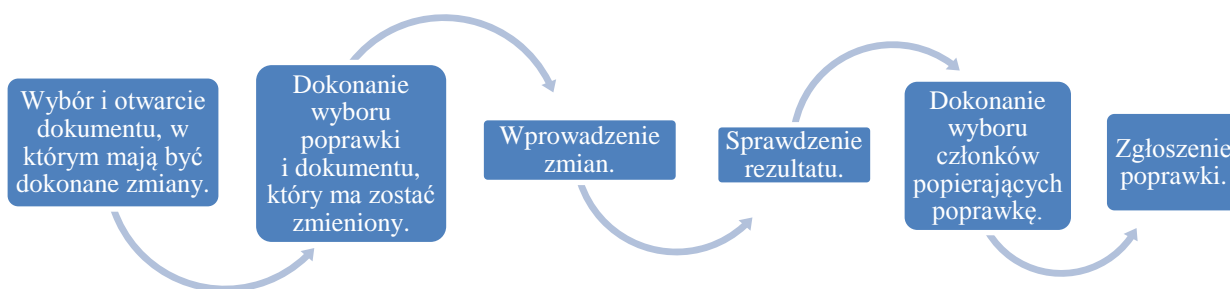 Wybór i otwarcie
dokumentu, w
którym mają być
dokonane zmiany.
Dokonanie
wyboru
poprawki
i dokumentu,
który ma zostać
zmieniony.
Wprowadzenie
zmian.
Sprawdzenie
rezultatu.
Dokonanie
wyboru
członków
popierających
poprawkę.
Zgłoszenie
poprawki.